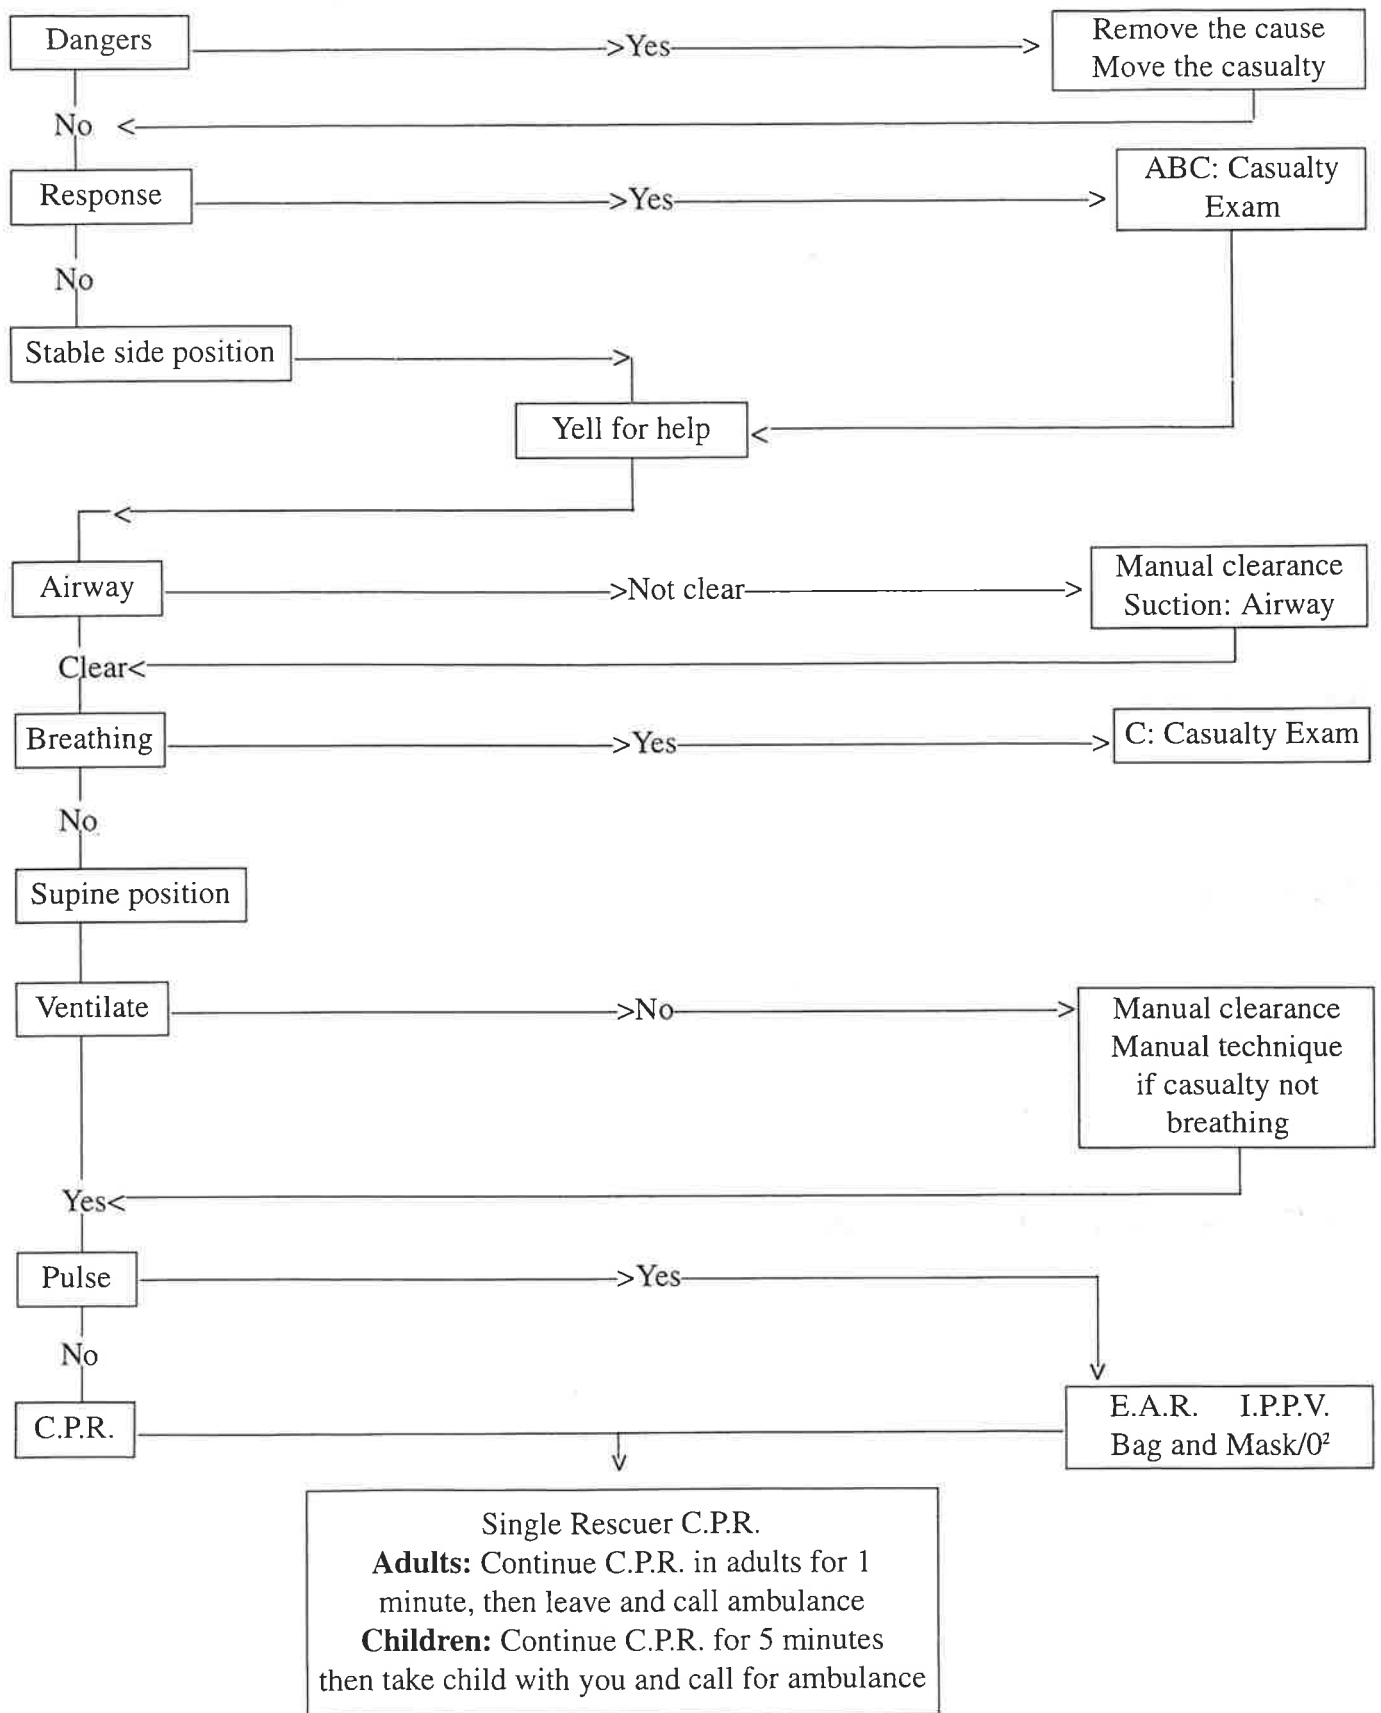 Dangers
>Yes
Remove the cause
Move the casualty
No
Response
>Yes
ABC: Casualty
Exam
No
Stable side position
Yell for help
Airway
>Not clear
Manual clearance
Suction: Airway
Clear<
Breathing
>Yes
C: Casualty Exam
No
Supine position
Ventilate
>No
Manual clearance
Manual technique
if casualty not
breathing
Yes<
Pulse
>Yes
No
C.P.R.
E.A.R. I.P.P.V.
Bag and Mask/0²
Single Rescuer C.P.R.
Adults: Continue C.P.R. in adults for 1
minute, then leave and call ambulance
Children: Continue C.P.R. for 5 minutes
then take child with you and call for ambulance